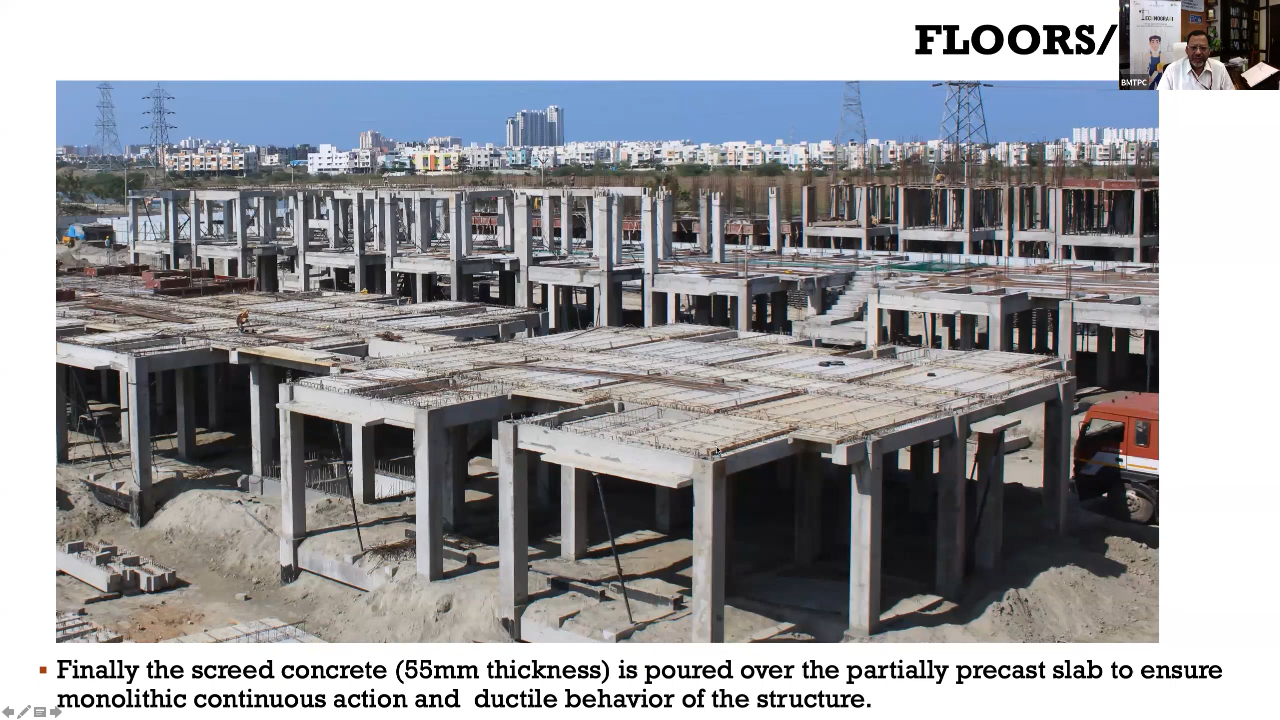 FLOORS/
BMTPC
▪ Finally the screed concrete (55mm thickness) is poured over the partially precast slab to ensure
monolithic continuous action and  ductile behavior of the structure.